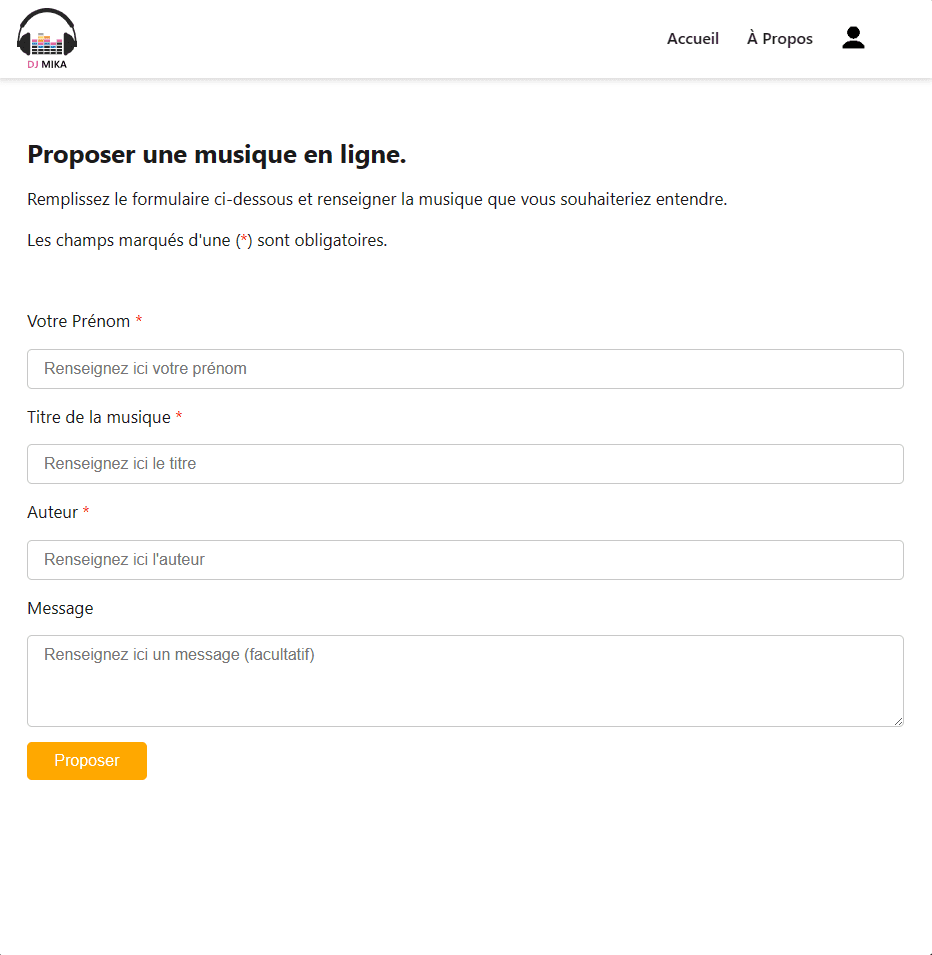 DJ MIKA
Accueil
À Propos
Proposer une musique en ligne.
Remplissez le formulaire ci-dessous et renseigner la musique que vous souhaiteriez entendre.
Les champs marqués d'une (*) sont obligatoires.
Votre Prénom *
Renseignez ici votre prénom
Titre de la musique *
Renseignez ici le titre
Auteur *
Renseignez ici l'auteur
Message
Renseignez ici un message (facultatif)
Proposer